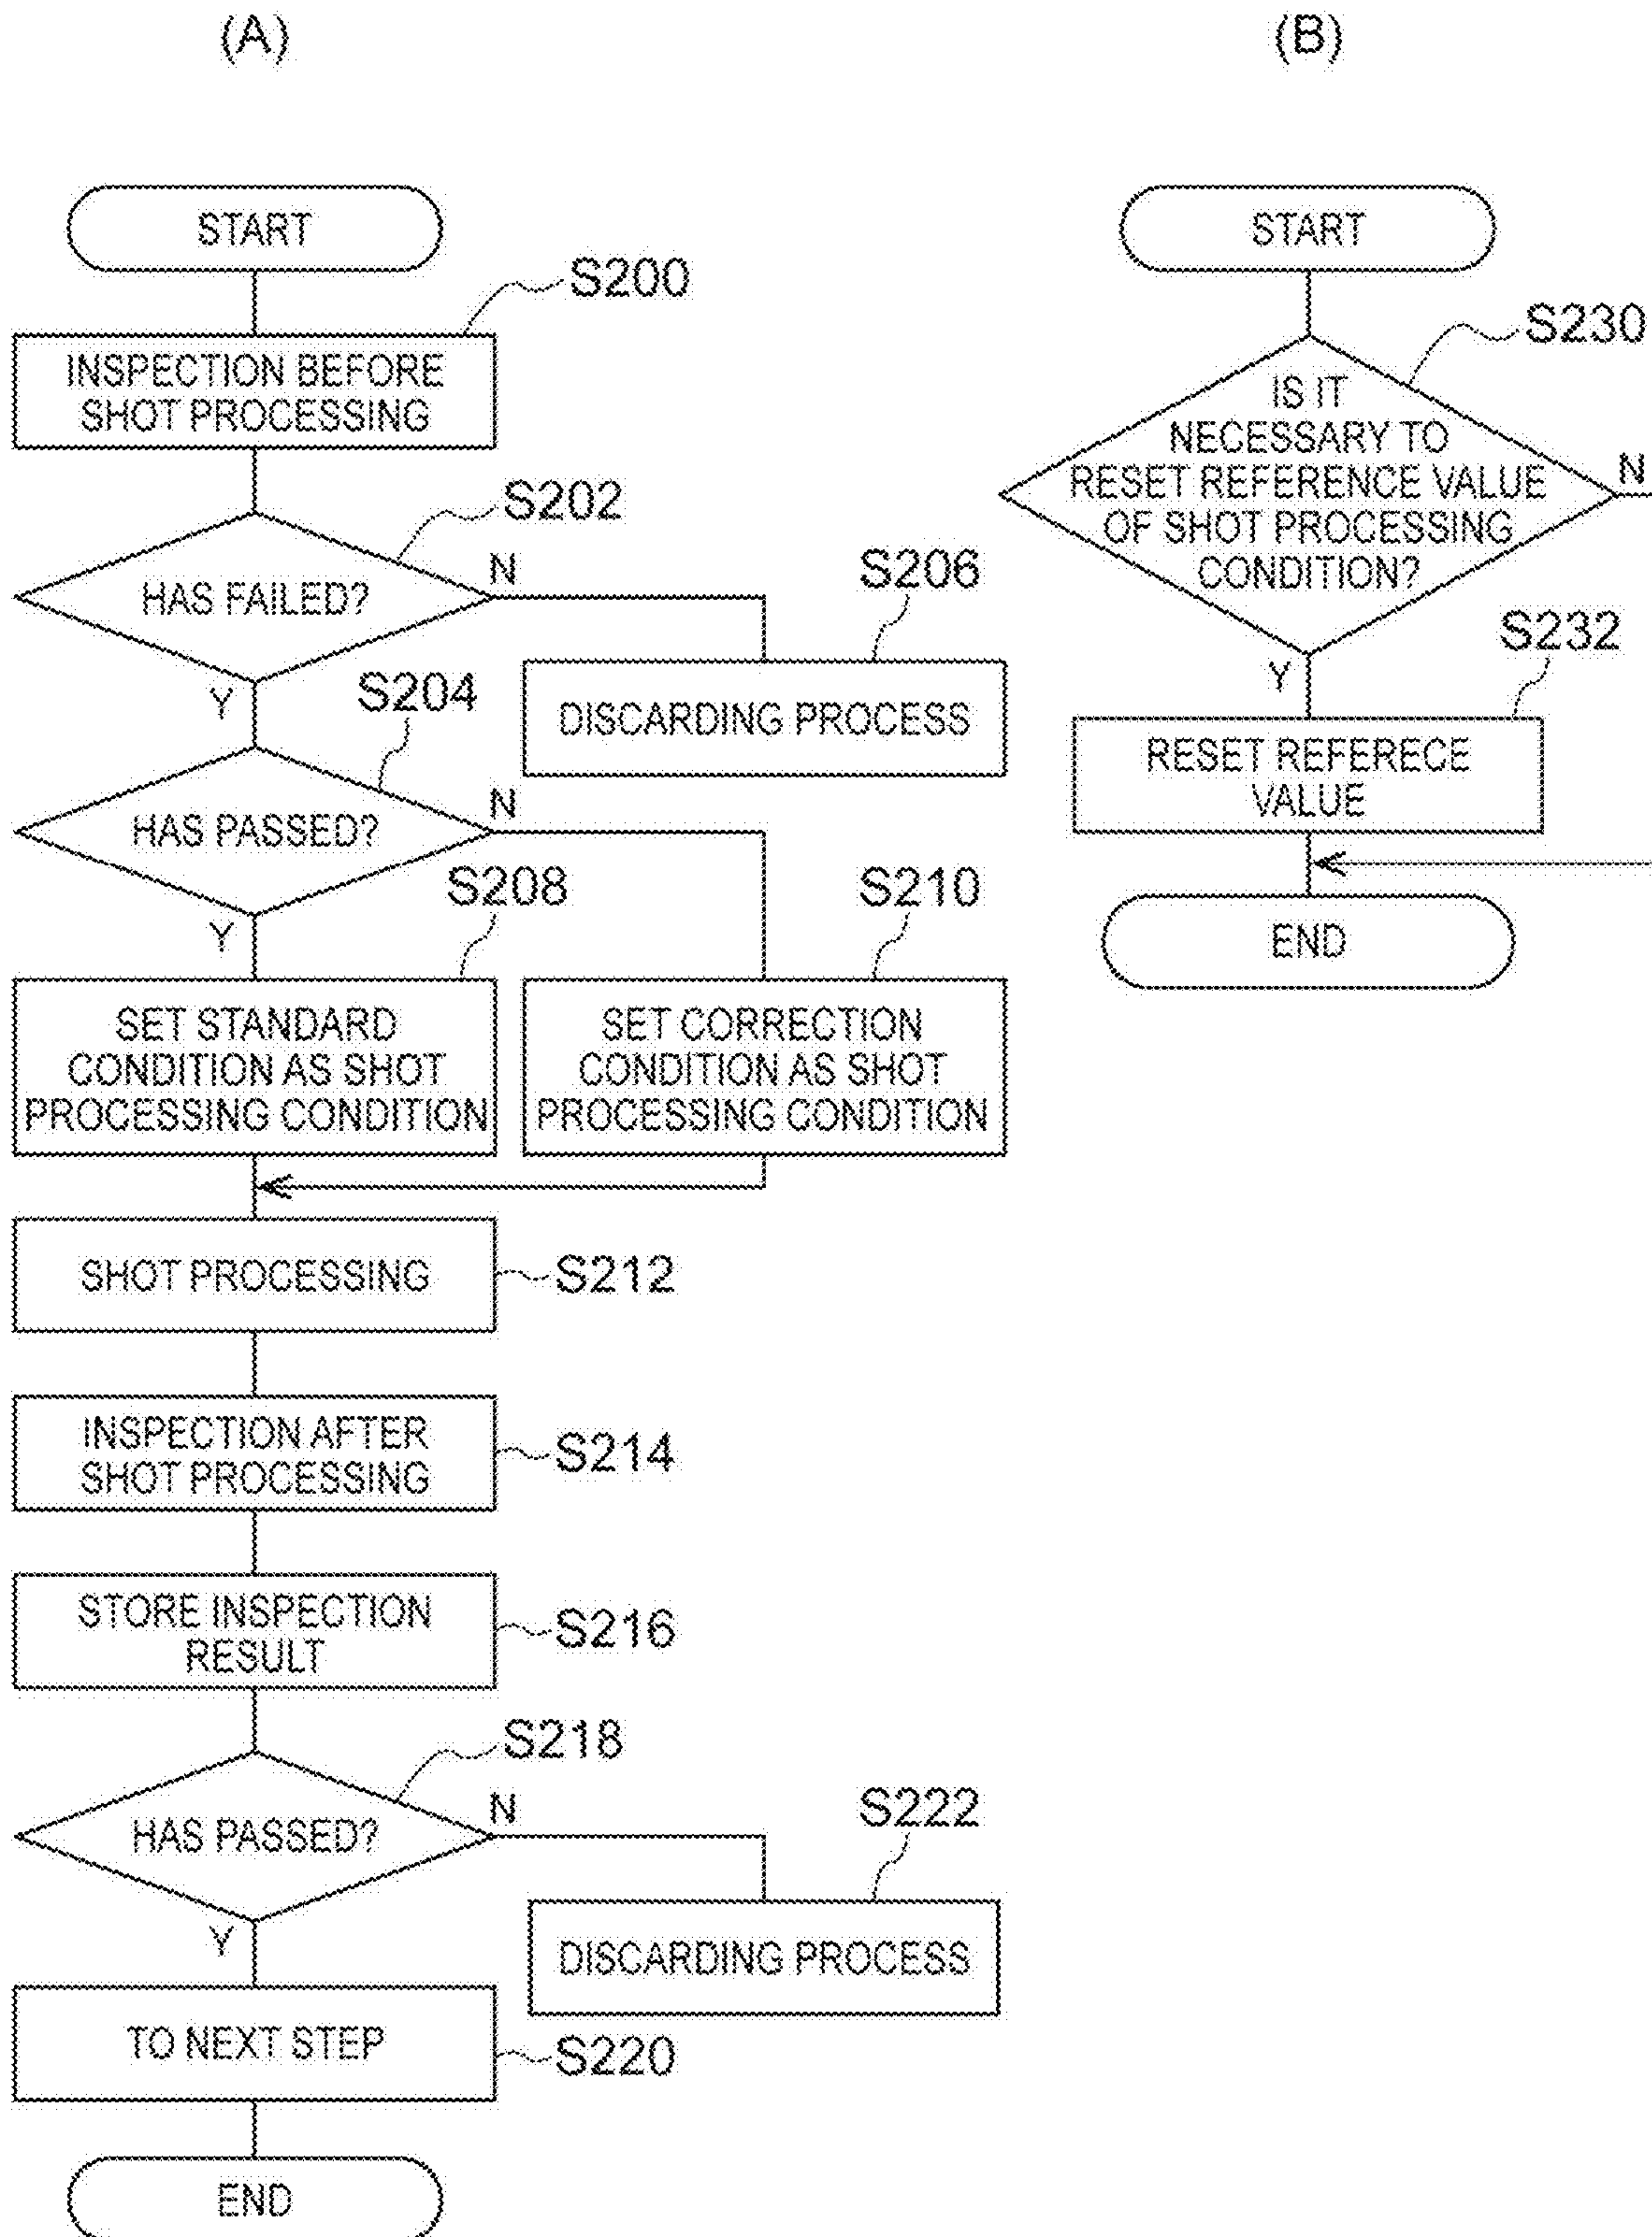 (A)
START
S200
INSPECTION BEFORE
SHOT PROCESSING
S202
HAS FAILED?
N
Y
S206
DISCARDING PROCESS
S204
HAS PASSED?
N
Y
S208
SET STANDARD
CONDITION AS SHOT
PROCESSING CONDITION
S210
SET CORRECTION
CONDITION AS SHOT
PROCESSING CONDITION
SHOT PROCESSING
S212
INSPECTION AFTER
SHOT PROCESSING
S214
STORE INSPECTION
RESULT
S216
S218
HAS PASSED?
N
Y
S222
DISCARDING PROCESS
TO NEXT STEP
S220
END
(B)
START
S230
IS IT
NECESSARY TO
RESET REFERENCE VALUE
OF SHOT PROCESSING
CONDITION?
N
Y
S232
RESET REFERECE
VALUE
END